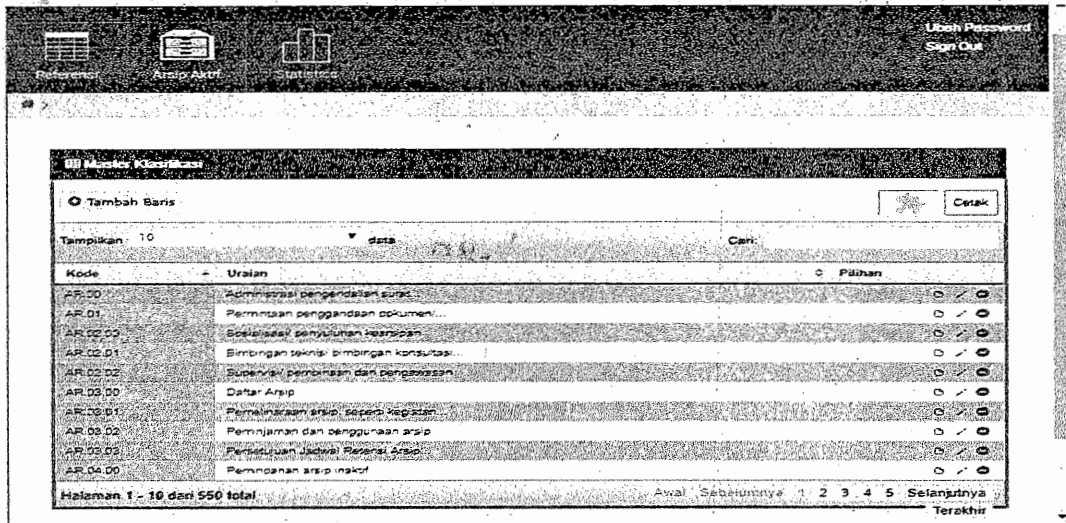 Ubah Password
Sign Out
Referensi Arsip Aktif Statistics
Master Klasifikasi
Tambah Baris Cetak
Tampilkan 10 data Cari:
Kode Uraian Pilihan
AR.00 Administrasi pengendalian surat...
AR.01 Permintaan penggandaan dokumen/...
AR.02.00 Sosialisasi/ penyuluhan kearsipan
AR.02.01 Bimbingan teknis/ bimbingan konsultasi...
AR.02.02 Supervisi/ pembinaan dan pengawasan
AR.03.00 Daftar Arsip
AR.03.01 Pemeliharaan arsip, seperti kegiatan...
AR.03.02 Peminjaman dan penggunaan arsip
AR.03.03 Persetujuan Jadwal Retensi Arsip...
AR.04.00 Pemindahan arsip inaktif
Halaman 1 - 10 dari 550 total Awal Sebelumnya 1 2 3 4 5 Selanjutnya
Terakhir